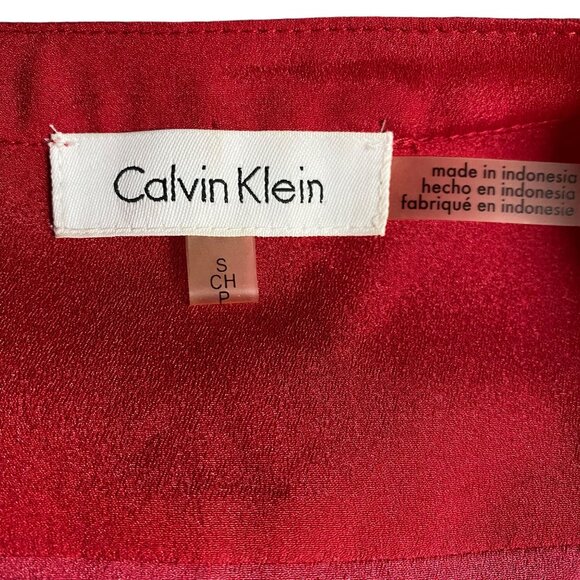 Calvin Klein
S
CH
P
made in indonesia
hecho en indonesia
fabriqué en indonesie